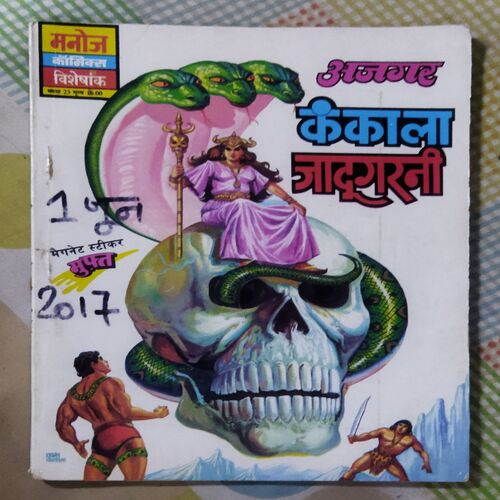 मनोज
कॉमिक्स
विशेषांक
अजगर
कंकाला
जादूगरनी
1 जून
मैगनेट स्टीकर
मुफ्त
2017